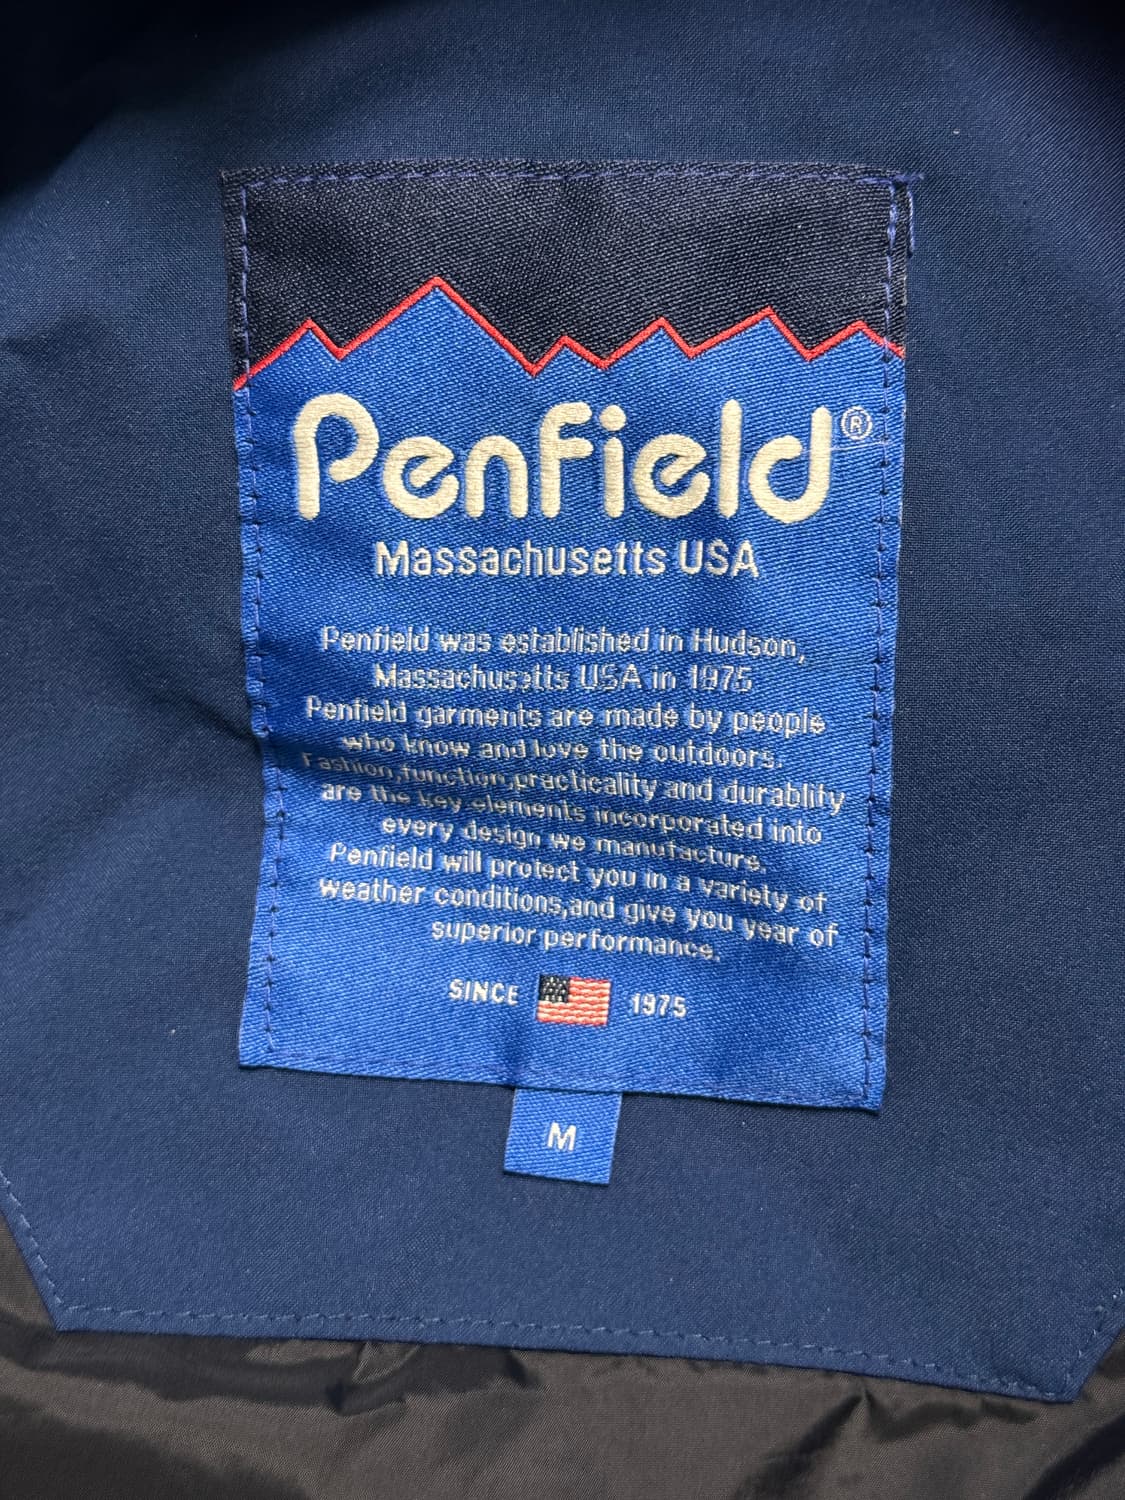 Penfield®
Massachusetts USA
Penfield was established in Hudson,
Massachusetts USA in 1975
Penfield garments are made by people
who know and love the outdoors.
Fashion,function,practicality and durablity
are the key elements incorporated into
every design we manufacture.
Penfield will protect you in a variety of
weather conditions,and give you year of
superior performance.
SINCE 1975
M